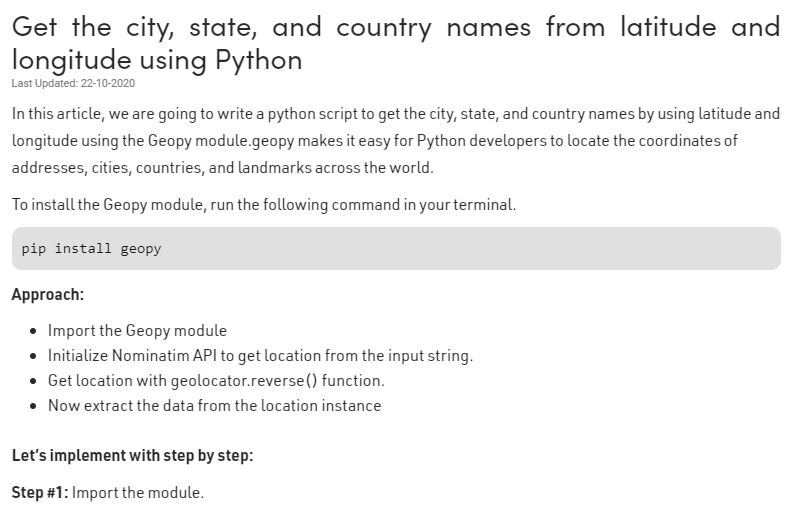 Get the city, state, and country names from latitude and
longitude using Python
Last Updated: 22-10-2020
In this article, we are going to write a python script to get the city, state, and country names by using latitude and
longitude using the Geopy module.geopy makes it easy for Python developers to locate the coordinates of
addresses, cities, countries, and landmarks across the world.
To install the Geopy module, run the following command in your terminal.
pip install geopy
Approach:
• Import the Geopy module
• Initialize Nominatim API to get location from the input string.
• Get location with geolocator.reverse() function.
• Now extract the data from the location instance
Let's implement with step by step:
Step #1: Import the module.